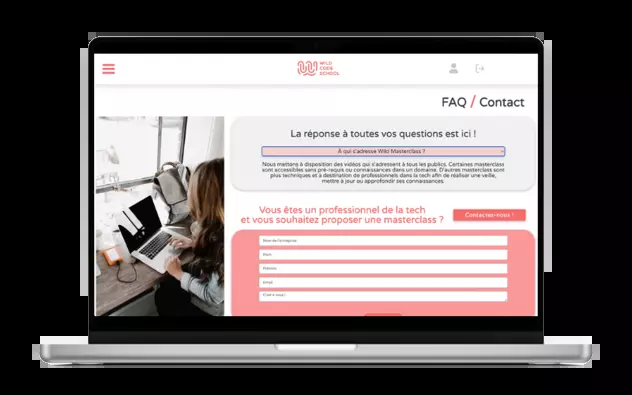 WILD
CODE
SCHOOL
FAQ / Contact
La réponse à toutes vos questions est ici !
À qui s'adresse Wild Masterclass ?
Nous mettons à disposition des vidéos qui s'adressent à tous les publics. Certaines masterclass
sont accessibles sans pré-requis ou connaissances dans un domaine. D'autres masterclass sont
plus techniques et à destination de professionnels dans la tech afin de réaliser une veille,
mettre à jour ou approfondir ses connaissances.
Vous êtes un professionnel de la tech
et vous souhaitez proposer une masterclass ?
Contactez-nous !
Nom de l'entreprise
Nom
Prénom
Email
C'est à vous !